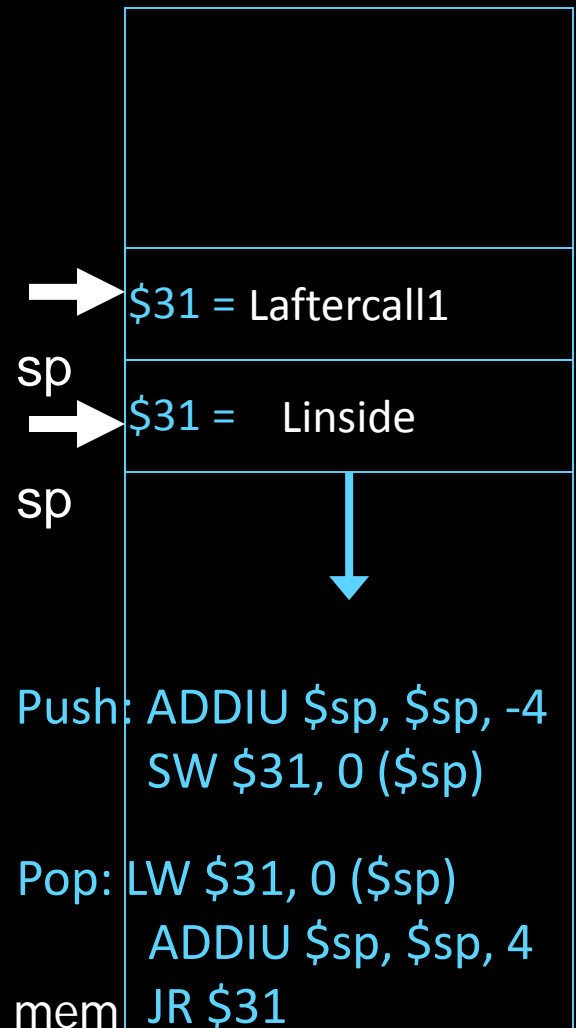 $31 = Laftercall1
sp
$31 = Linside
sp
Push: ADDIU $sp, $sp, -4
SW $31, 0 ($sp)
Pop: LW $31, 0 ($sp)
ADDIU $sp, $sp, 4
mem JR $31